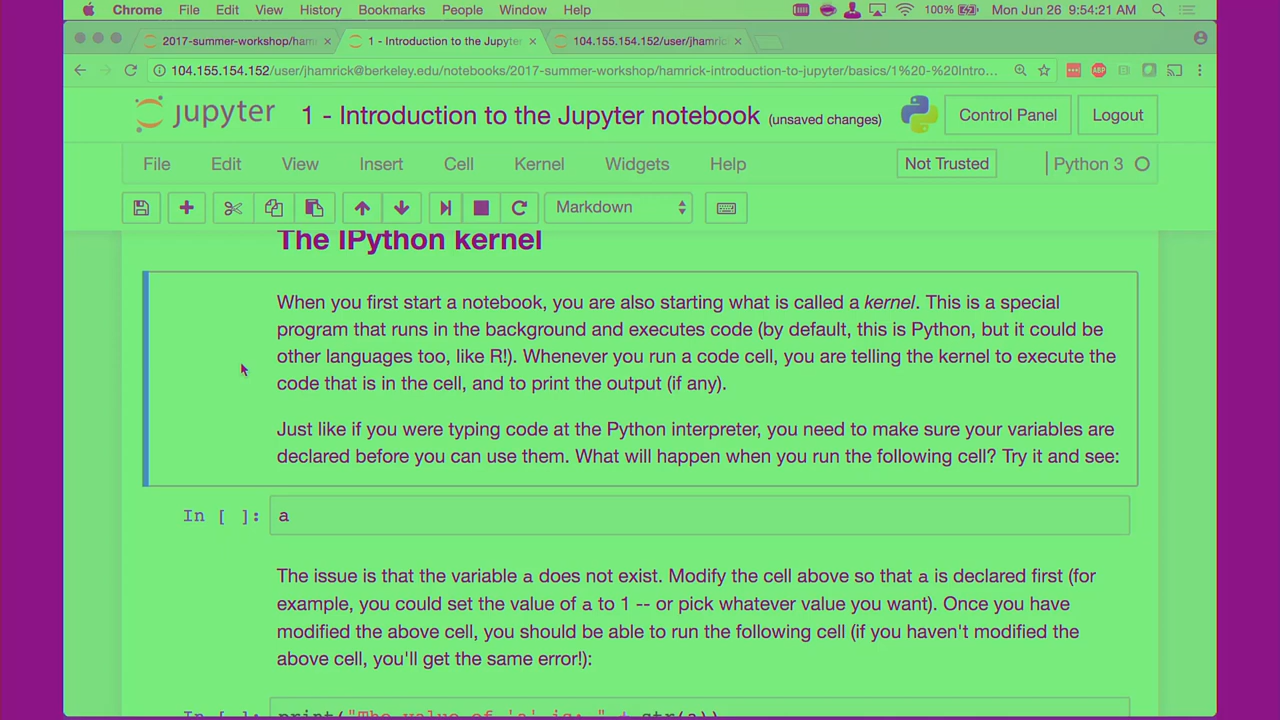 Chrome File Edit View History Bookmarks People Window Help 100% Mon Jun 26 9:54:21 AM
2017-summer-workshop/ham 1 - Introduction to the Jupyter 104.155.154.152/user/jhamrick
104.155.154.152/user/jhamrick@berkeley.edu/notebooks/2017-summer-workshop/hamrick-introduction-to-jupyter/basics/1%20-%20Intro... ABP
jupyter 1 - Introduction to the Jupyter notebook (unsaved changes) Control Panel Logout
File Edit View Insert Cell Kernel Widgets Help Not Trusted Python 3
Markdown
The IPython kernel
When you first start a notebook, you are also starting what is called a kernel. This is a special
program that runs in the background and executes code (by default, this is Python, but it could be
other languages too, like R!). Whenever you run a code cell, you are telling the kernel to execute the
code that is in the cell, and to print the output (if any).
Just like if you were typing code at the Python interpreter, you need to make sure your variables are
declared before you can use them. What will happen when you run the following cell? Try it and see:
In [ ]: a
The issue is that the variable a does not exist. Modify the cell above so that a is declared first (for
example, you could set the value of a to 1 -- or pick whatever value you want). Once you have
modified the above cell, you should be able to run the following cell (if you haven't modified the
above cell, you'll get the same error!):
In [ ]: print("The value of 'a' is: " + str(a))